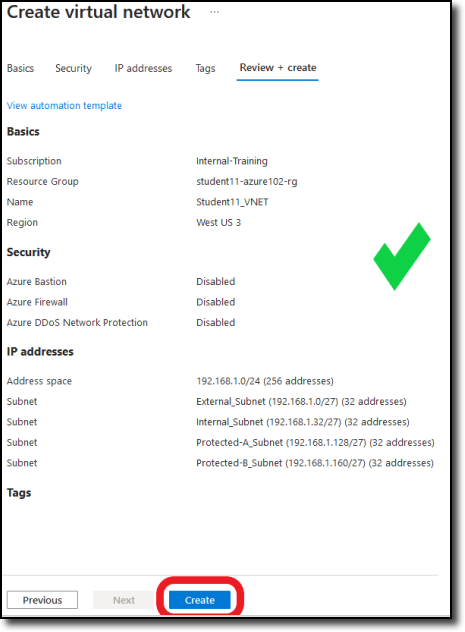 Create virtual network ...
Basics Security IP addresses Tags Review + create
View automation template
Basics
Subscription Internal-Training
Resource Group student11-azure102-rg
Name Student11_VNET
Region West US 3
Security
Azure Bastion Disabled
Azure Firewall Disabled
Azure DDoS Network Protection Disabled
IP addresses
Address space 192.168.1.0/24 (256 addresses)
Subnet External_Subnet (192.168.1.0/27) (32 addresses)
Subnet Internal_Subnet (192.168.1.32/27) (32 addresses)
Subnet Protected-A_Subnet (192.168.1.128/27) (32 addresses)
Subnet Protected-B_Subnet (192.168.1.160/27) (32 addresses)
Tags
Previous Next Create